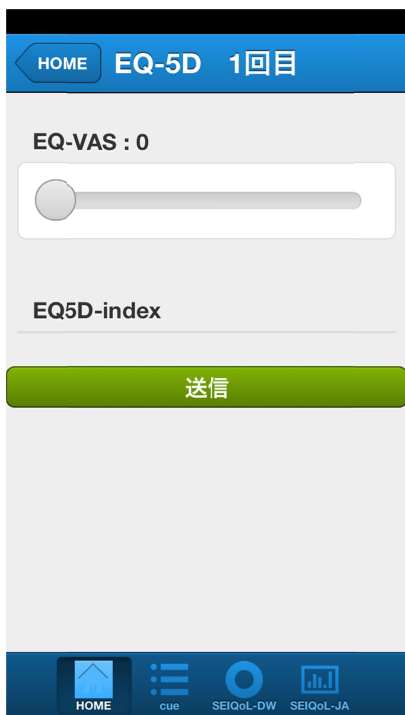 HOME EQ-5D 1回目
EQ-VAS : 0
EQ5D-index
送信
HOME cue SEIQoL-DW SEIQoL-JA